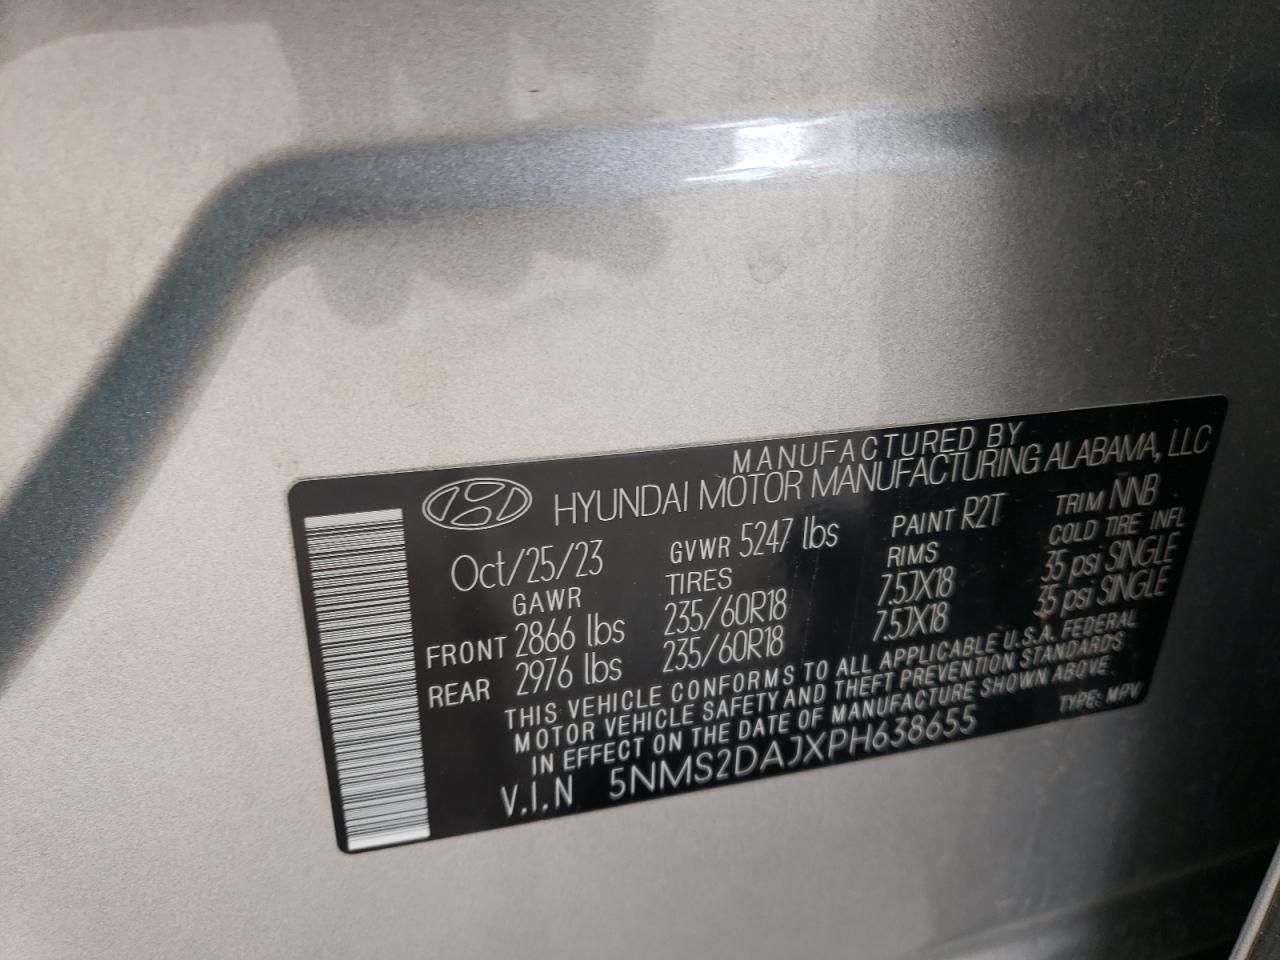 MANUFACTURED BY
HYUNDAI MOTOR MANUFACTURING ALABAMA, LLC
Oct/25/23 GVWR 5247 lbs PAINT R2T TRIM NNB
GAWR TIRES RIMS COLD TIRE INFL
FRONT 2866 lbs 235/60R18 7.5JX18 35 psi SINGLE
REAR 2976 lbs 235/60R18 7.5JX18 35 psi SINGLE
THIS VEHICLE CONFORMS TO ALL APPLICABLE U.S.A. FEDERAL
MOTOR VEHICLE SAFETY AND THEFT PREVENTION STANDARDS
IN EFFECT ON THE DATE OF MANUFACTURE SHOWN ABOVE
V.I.N 5NMS2DAJXPH638655 TYPE: MPV